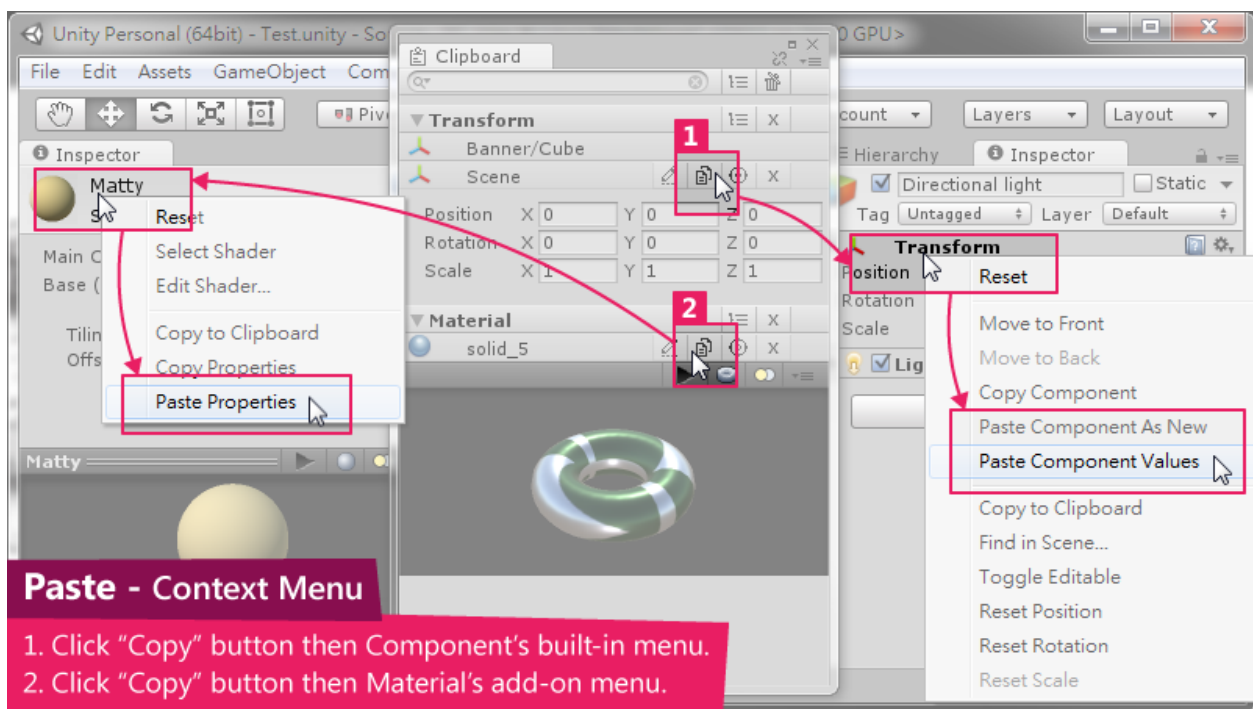 Unity Personal (64bit) - Test.unity - So
0 GPU>
File Edit Assets GameObject Com
Pive
count
Layers
Layout
Inspector
Matty
Reset
Select Shader
Edit Shader...
Copy to Clipboard
Copy Properties
Paste Properties
Main C
Base (
Tilin
Offs
Matty
Clipboard
Transform
X
1
Banner/Cube
Scene
X
Position X 0 Y 0 Z 0
Rotation X 0 Y 0 Z 0
Scale X 1 Y 1 Z 1
2
Material
X
solid_5
X
Hierarchy
Inspector
Directional light
Static
Tag Untagged Layer Default
Transform
Position
Rotation
Scale
Lig
Reset
Move to Front
Move to Back
Copy Component
Paste Component As New
Paste Component Values
Copy to Clipboard
Find in Scene...
Toggle Editable
Reset Position
Reset Rotation
Reset Scale
Paste - Context Menu
1. Click “Copy” button then Component’s built-in menu.
2. Click “Copy” button then Material’s add-on menu.